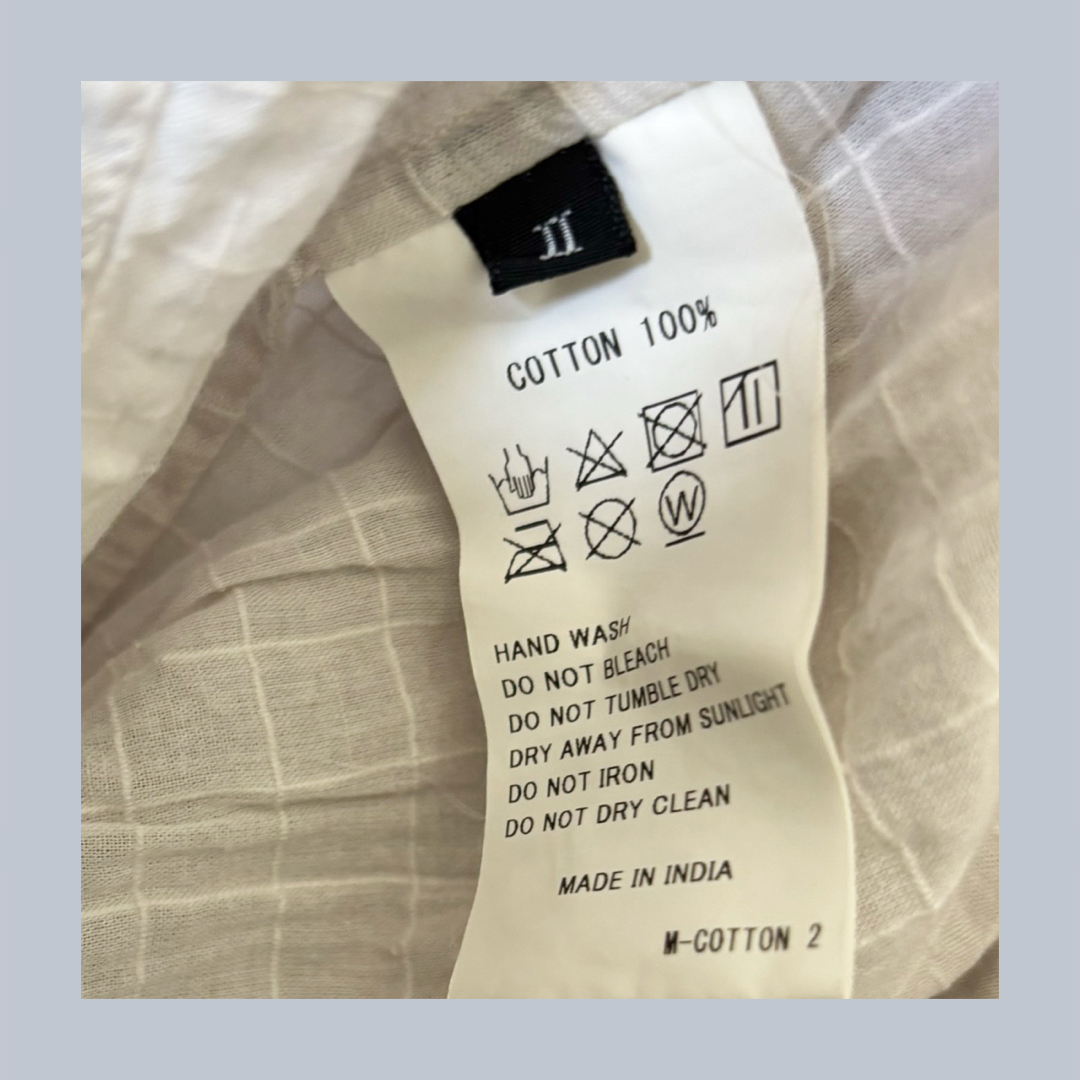 II
COTTON 100%
W
HAND WASH
DO NOT BLEACH
DO NOT TUMBLE DRY
DRY AWAY FROM SUNLIGHT
DO NOT IRON
DO NOT DRY CLEAN
MADE IN INDIA
M-COTTON 2